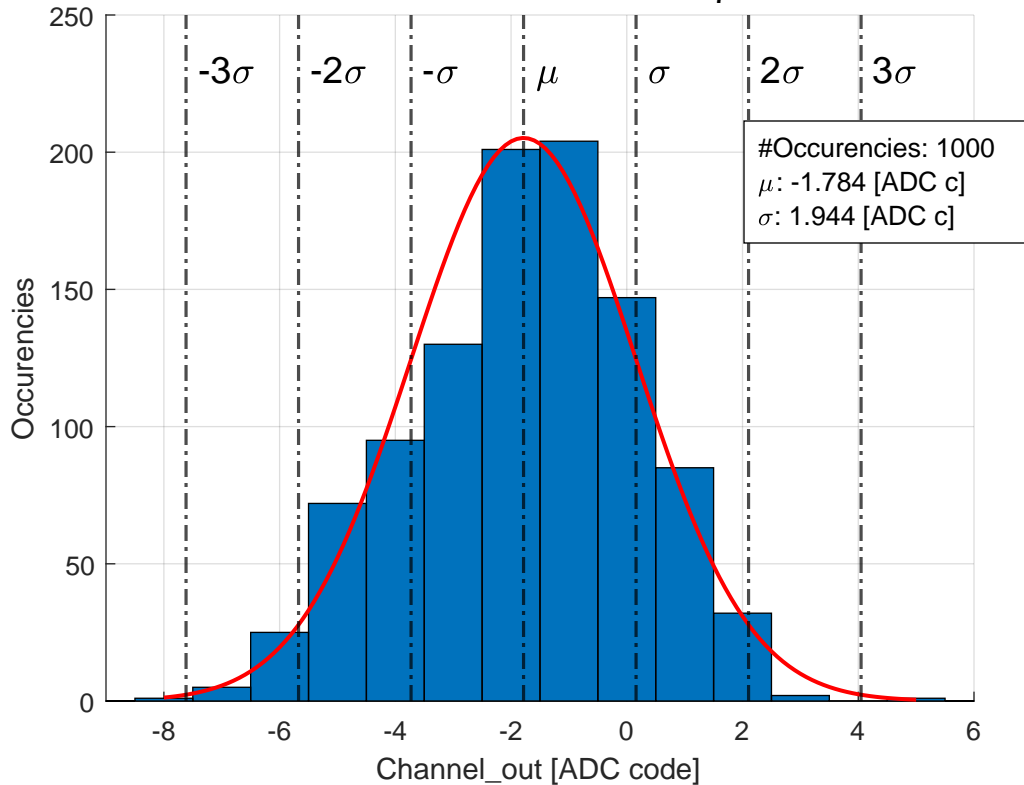 250
200
150
100
50
0
-3σ
-2σ
-σ
μ
σ
2σ
3σ
#Occurencies: 1000
μ: -1.784 [ADC c]
σ: 1.944 [ADC c]
Occurencies
-8
-6
-4
-2
0
2
4
6
Channel_out [ADC code]